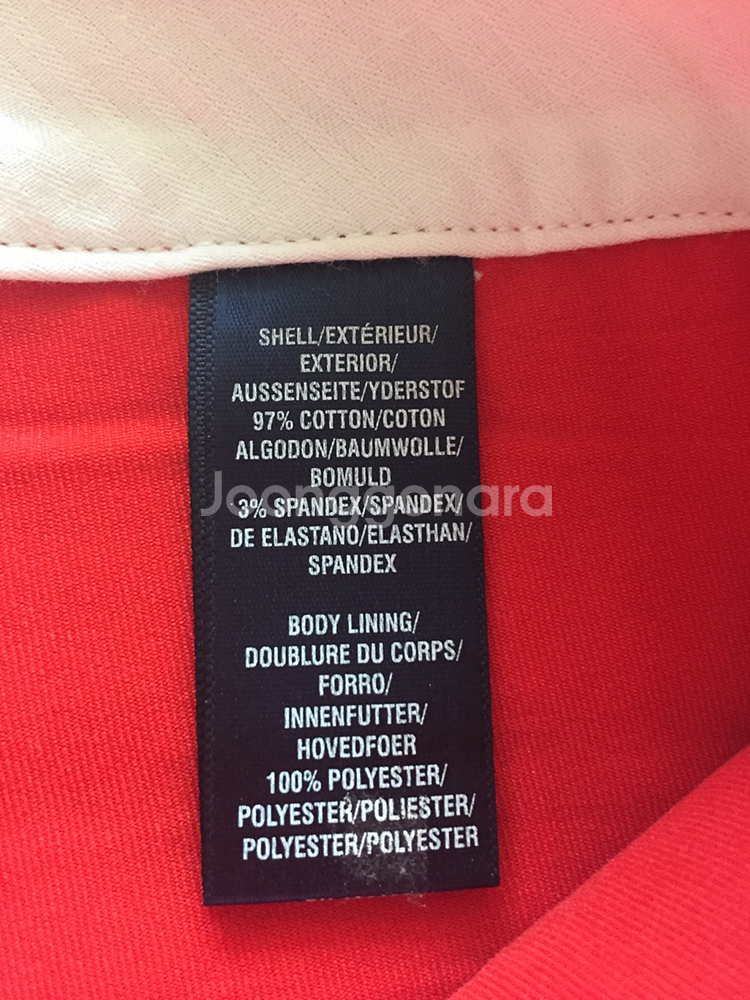 SHELL/EXTÉRIEUR/
EXTERIOR/
AUSSENSEITE/YDERSTOF
97% COTTON/COTON
ALGODON/BAUMWOLLE/
BOMULD
Joonggonara
3% SPANDEX/SPANDEX/
DE ELASTANO/ELASTHAN/
SPANDEX
BODY LINING/
DOUBLURE DU CORPS/
FORRO/
INNENFUTTER/
HOVEDFOER
100% POLYESTER/
POLYESTER/POLIESTER/
POLYESTER/POLYESTER